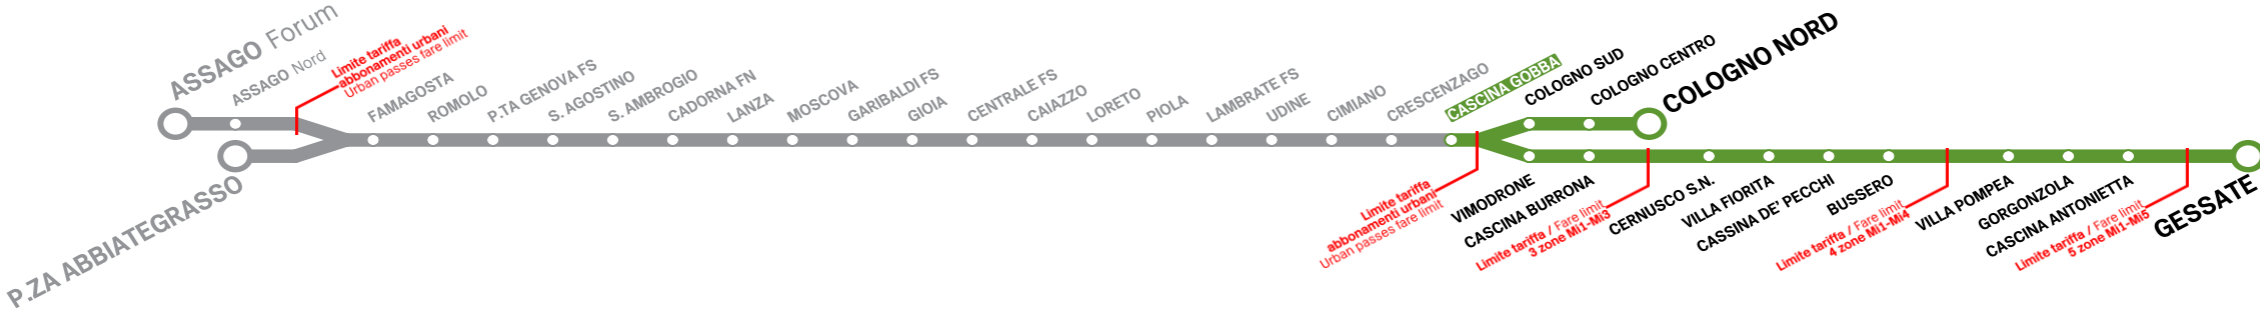 ASSAGO Forum
ASSAGO Nord
Limite tariffa
abbonamenti urbani
Urban passes fare limit
FAMAGOSTA
ROMOLO
P.TA GENOVA FS
S. AGOSTINO
S. AMBROGIO
CADORNA FN
LANZA
MOSCOVA
GARIBALDI FS
GIOIA
CENTRALE FS
CAIAZZO
LORETO
PIOLA
LAMBRATE FS
UDINE
CIMIANO
CRESCENZAGO
CASCINA GOBBA
COLOGNO SUD
COLOGNO CENTRO
COLOGNO NORD
P.ZA ABBIATEGRASSO
Limite tariffa
abbonamenti urbani
Urban passes fare limit
VIMODRONE
CASCINA BURRONA
Limite tariffa / Fare limit
3 zone Mi1-Mi3
CERNUSCO S.N.
VILLA FIORITA
CASSINA DE' PECCHI
BUSSERO
Limite tariffa / Fare limit
4 zone Mi1-Mi4
VILLA POMPEA
GORGONZOLA
CASCINA ANTONIETTA
Limite tariffa / Fare limit
5 zone Mi1-Mi5
GESSATE